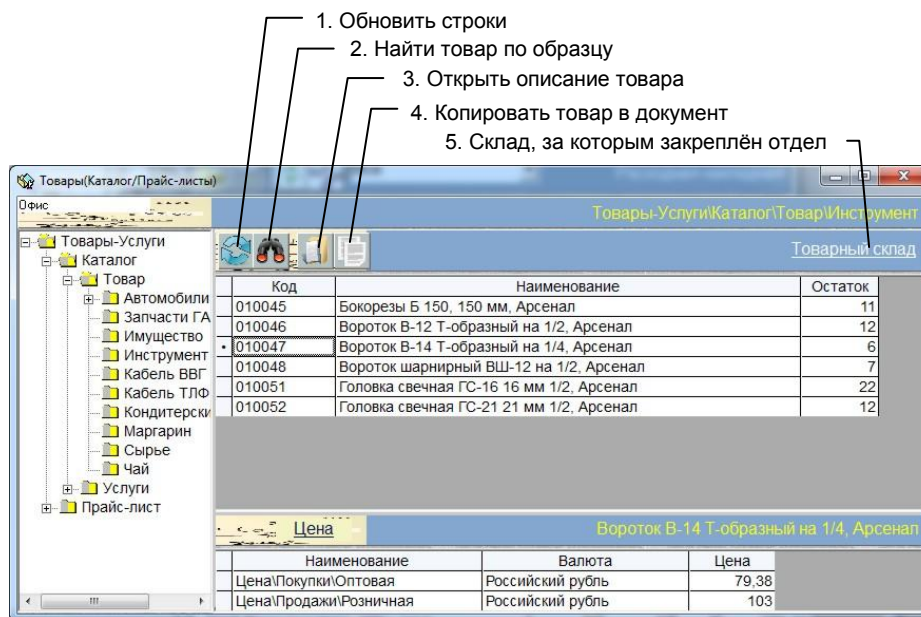 1. Обновить строки
2. Найти товар по образцу
3. Открыть описание товара
4. Копировать товар в документ
5. Склад, за которым закреплён отдел
Товары(Каталог/Прайс-листы)
Офис
Товары-Услуги\Каталог\Товар\Инструмент
Товары-Услуги
Каталог
Товар
Автомобили
Запчасти ГА
Имущество
Инструмент
Кабель ВВГ
Кабель ТЛФ
Кондитерски
Маргарин
Сырье
Чай
Услуги
Прайс-лист
Товарный склад
Код Наименование Остаток
010045 Бокорезы Б 150, 150 мм, Арсенал 11
010046 Вороток В-12 Т-образный на 1/2, Арсенал 12
010047 Вороток В-14 Т-образный на 1/4, Арсенал 6
010048 Вороток шарнирный ВШ-12 на 1/2, Арсенал 7
010051 Головка свечная ГС-16 16 мм 1/2, Арсенал 22
010052 Головка свечная ГС-21 21 мм 1/2, Арсенал 12
Цена Вороток В-14 Т-образный на 1/4, Арсенал
Наименование Валюта Цена
Цена\Покупки\Оптовая Российский рубль 79,38
Цена\Продажи\Розничная Российский рубль 103